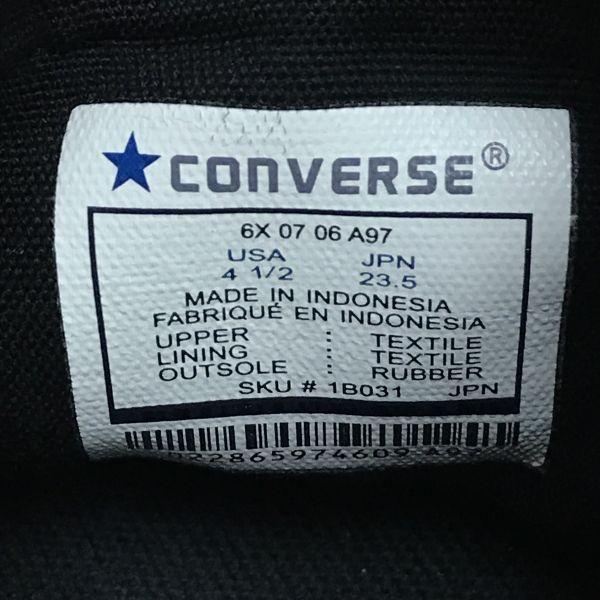 CONVERSE®
6X 07 06 A97
USA JPN
4 1/2 23.5
MADE IN INDONESIA
FABRIQUÉ EN INDONESIA
UPPER : TEXTILE
LINING : TEXTILE
OUTSOLE : RUBBER
SKU # 1B031 JPN